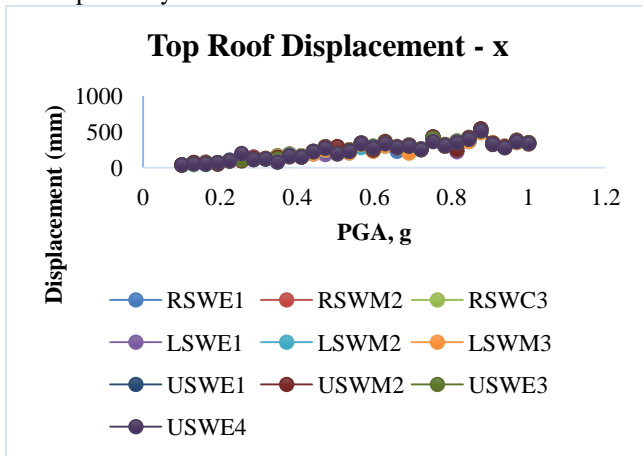 Top Roof Displacement - x
1000
500
0
0 0.2 0.4 0.6 0.8 1 1.2
Displacement (mm)
PGA, g
RSWE1 RSWM2 RSWC3
LSWE1 LSWM2 LSWM3
USWE1 USWM2 USWE3
USWE4